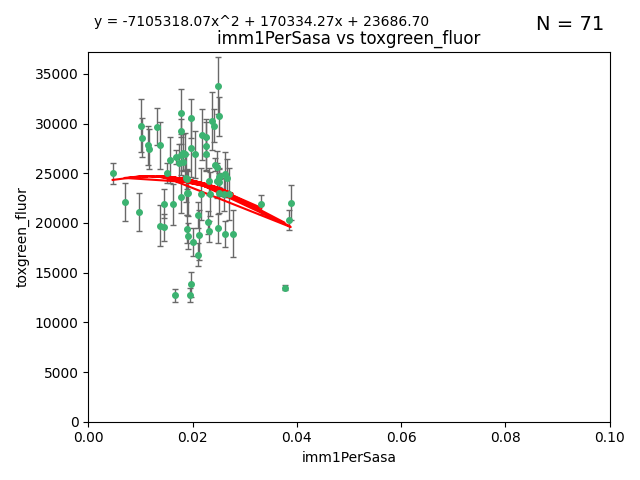 y = -7105318.07x^2 + 170334.27x + 23686.70
N = 71
imm1PerSasa vs toxgreen_fluor
35000
30000
25000
20000
15000
10000
5000
0
toxgreen_fluor
0.00 0.02 0.04 0.06 0.08 0.10
imm1PerSasa